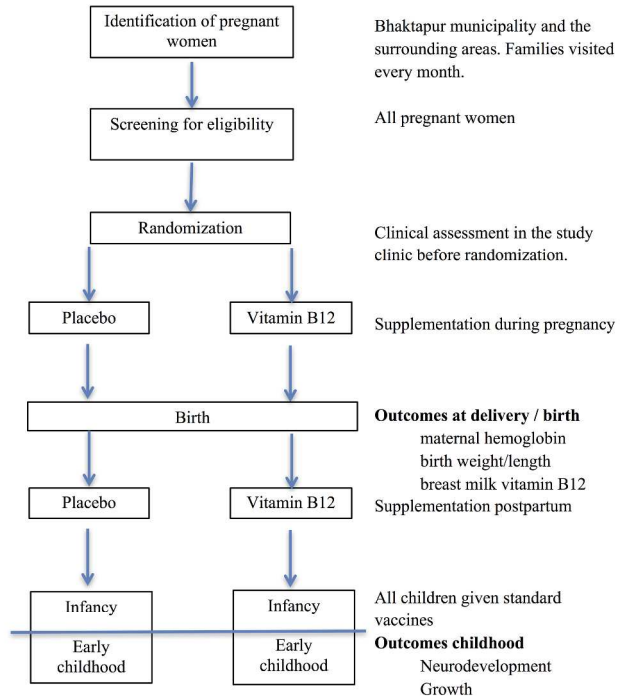 Identification of pregnant
women
Bhaktapur municipality and the
surrounding areas. Families visited
every month.
Screening for eligibility
All pregnant women
Randomization
Clinical assessment in the study
clinic before randomization.
Placebo
Vitamin B12
Supplementation during pregnancy
Birth
Outcomes at delivery / birth
maternal hemoglobin
birth weight/length
breast milk vitamin B12
Placebo
Vitamin B12
Supplementation postpartum
Infancy
Infancy
All children given standard
vaccines
Early
childhood
Early
childhood
Outcomes childhood
Neurodevelopment
Growth